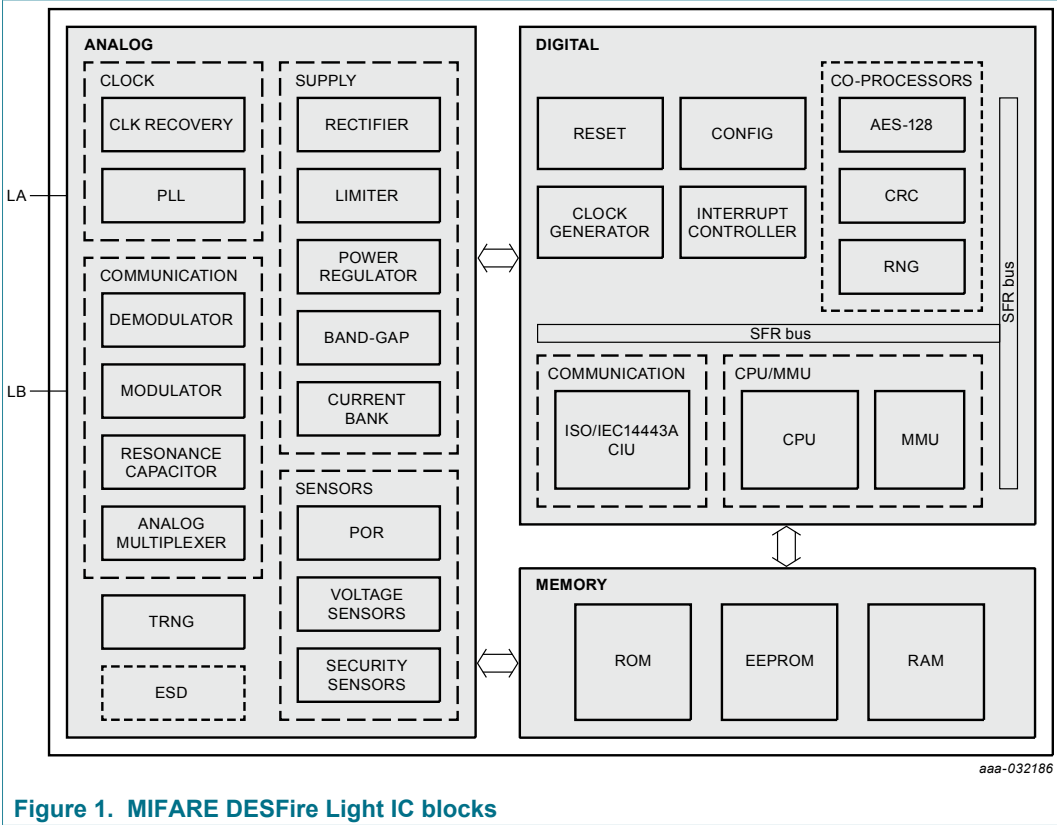 ANALOG
CLOCK
CLK RECOVERY
PLL
LA
COMMUNICATION
DEMODULATOR
MODULATOR
LB
RESONANCE
CAPACITOR
ANALOG
MULTIPLEXER
TRNG
ESD
SUPPLY
RECTIFIER
LIMITER
POWER
REGULATOR
BAND-GAP
CURRENT
BANK
SENSORS
POR
VOLTAGE
SENSORS
SECURITY
SENSORS
DIGITAL
RESET
CONFIG
CLOCK
GENERATOR
INTERRUPT
CONTROLLER
CO-PROCESSORS
AES-128
CRC
RNG
SFR bus
SFR bus
COMMUNICATION
ISO/IEC14443A
CIU
CPU/MMU
CPU
MMU
MEMORY
ROM
EEPROM
RAM
aaa-032186
Figure 1. MIFARE DESFire Light IC blocks